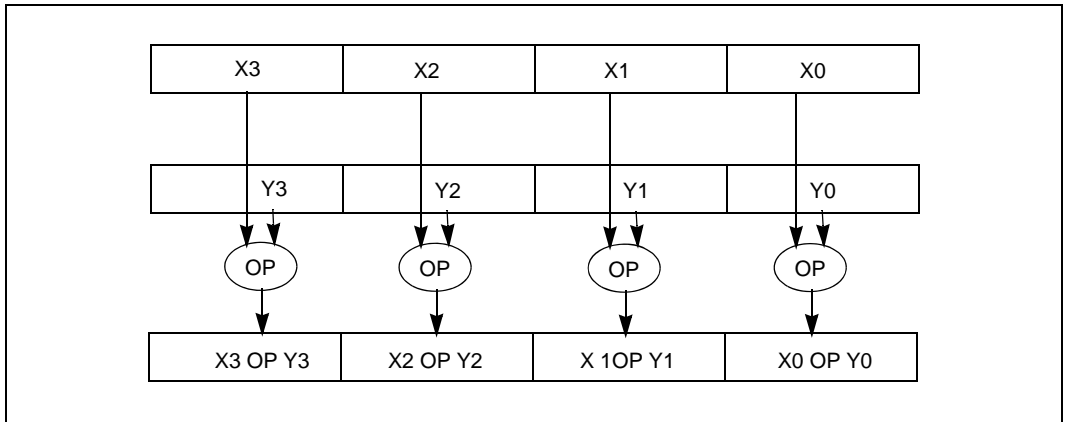 X3 X2 X1 X0
Y3 Y2 Y1 Y0
OP OP OP OP
X3 OP Y3 X2 OP Y2 X 1OP Y1 X0 OP Y0